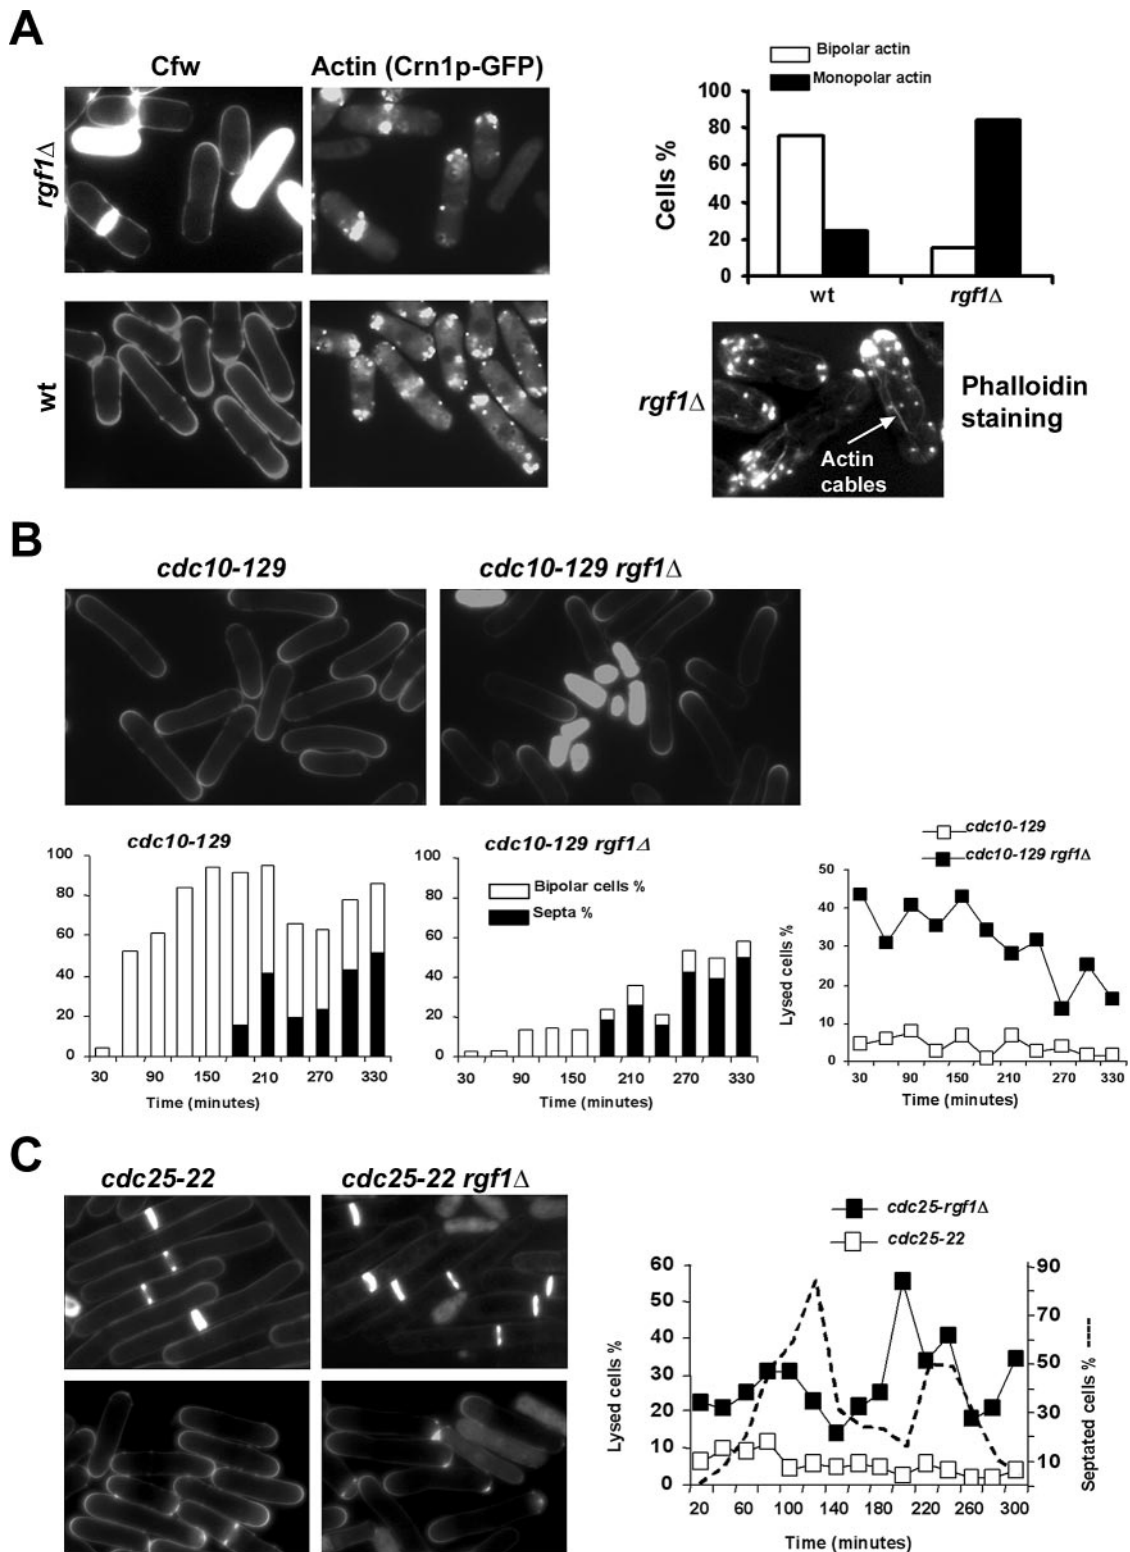 A
Cfw
Actin (Crn1p-GFP)
rgf1Δ
wt
Bipolar actin
Monopolar actin
Cells %
100
80
60
40
20
0
wt
rgf1Δ
rgf1Δ
Actin
cables
Phalloidin
staining
B
cdc10-129
cdc10-129 rgf1Δ
cdc10-129
100
80
60
40
20
0
30 90 150 210 270 330
Time (minutes)
cdc10-129 rgf1Δ
Bipolar cells %
Septa %
100
80
60
40
20
0
30 90 150 210 270 330
Time (minutes)
cdc10-129
cdc10-129 rgf1Δ
Lysed cells %
50
40
30
20
10
0
30 90 150 210 270 330
Time (minutes)
C
cdc25-22
cdc25-22 rgf1Δ
cdc25-rgf1Δ
cdc25-22
Lysed cells %
60
50
40
30
20
10
0
90
70
50
30
10
Septated cells % -----
20 60 100 140 180 220 260 300
Time (minutes)